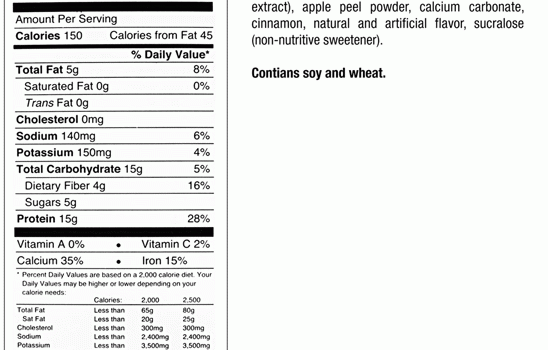 Amount Per Serving
Calories 150 Calories from Fat 45
% Daily Value*
Total Fat 5g 8%
Saturated Fat 0g 0%
Trans Fat 0g
Cholesterol 0mg
Sodium 140mg 6%
Potassium 150mg 4%
Total Carbohydrate 15g 5%
Dietary Fiber 4g 16%
Sugars 5g
Protein 15g 28%
Vitamin A 0% • Vitamin C 2%
Calcium 35% • Iron 15%
* Percent Daily Values are based on a 2,000 calorie diet. Your
Daily Values may be higher or lower depending on your
calorie needs:
Calories: 2,000 2,500
Total Fat Less than 65g 80g
Sat Fat Less than 20g 25g
Cholesterol Less than 300mg 300mg
Sodium Less than 2,400mg 2,400mg
Potassium Less than 3,500mg 3,500mg
extract), apple peel powder, calcium carbonate,
cinnamon, natural and artificial flavor, sucralose
(non-nutritive sweetener).
Contians soy and wheat.